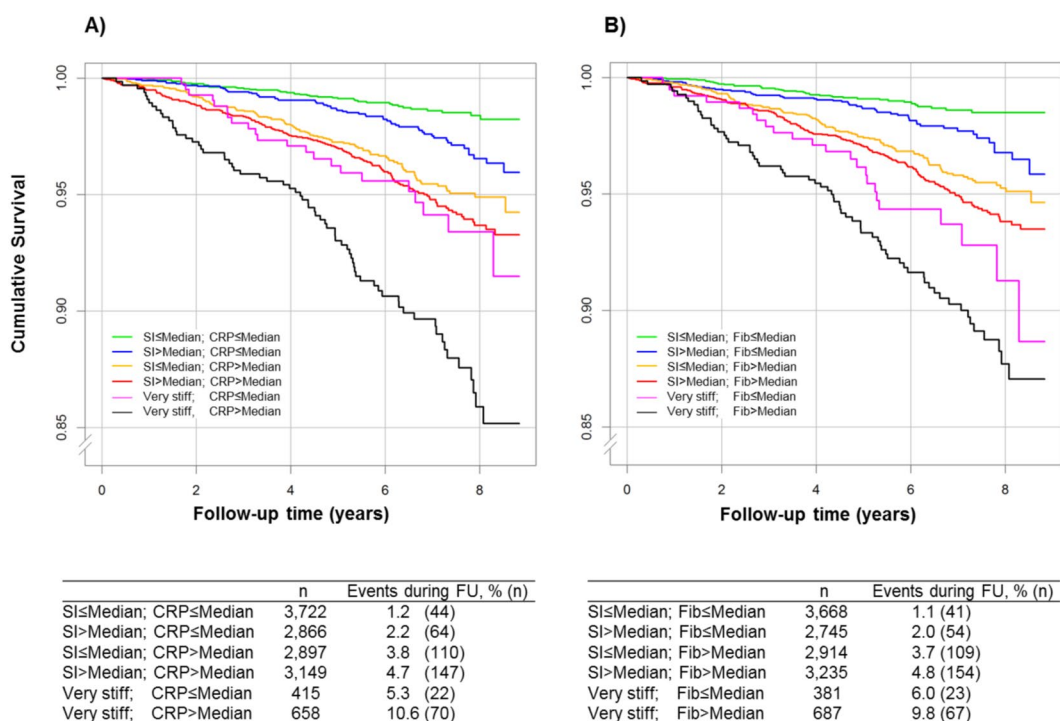 A)
B)
Cumulative Survival
1.00
0.95
0.90
0.85
SI≤Median; CRP≤Median
SI>Median; CRP≤Median
SI≤Median; CRP>Median
SI>Median; CRP>Median
Very stiff; CRP≤Median
Very stiff; CRP>Median
0 2 4 6 8
Follow-up time (years)
1.00
0.95
0.90
0.85
SI≤Median; Fib≤Median
SI>Median; Fib≤Median
SI≤Median; Fib>Median
SI>Median; Fib>Median
Very stiff; Fib≤Median
Very stiff; Fib>Median
0 2 4 6 8
Follow-up time (years)
n Events during FU, % (n)
SI≤Median; CRP≤Median 3,722 1.2 (44)
SI>Median; CRP≤Median 2,866 2.2 (64)
SI≤Median; CRP>Median 2,897 3.8 (110)
SI>Median; CRP>Median 3,149 4.7 (147)
Very stiff; CRP≤Median 415 5.3 (22)
Very stiff; CRP>Median 658 10.6 (70)
n Events during FU, % (n)
SI≤Median; Fib≤Median 3,668 1.1 (41)
SI>Median; Fib≤Median 2,745 2.0 (54)
SI≤Median; Fib>Median 2,914 3.7 (109)
SI>Median; Fib>Median 3,235 4.8 (154)
Very stiff; Fib≤Median 381 6.0 (23)
Very stiff; Fib>Median 687 9.8 (67)